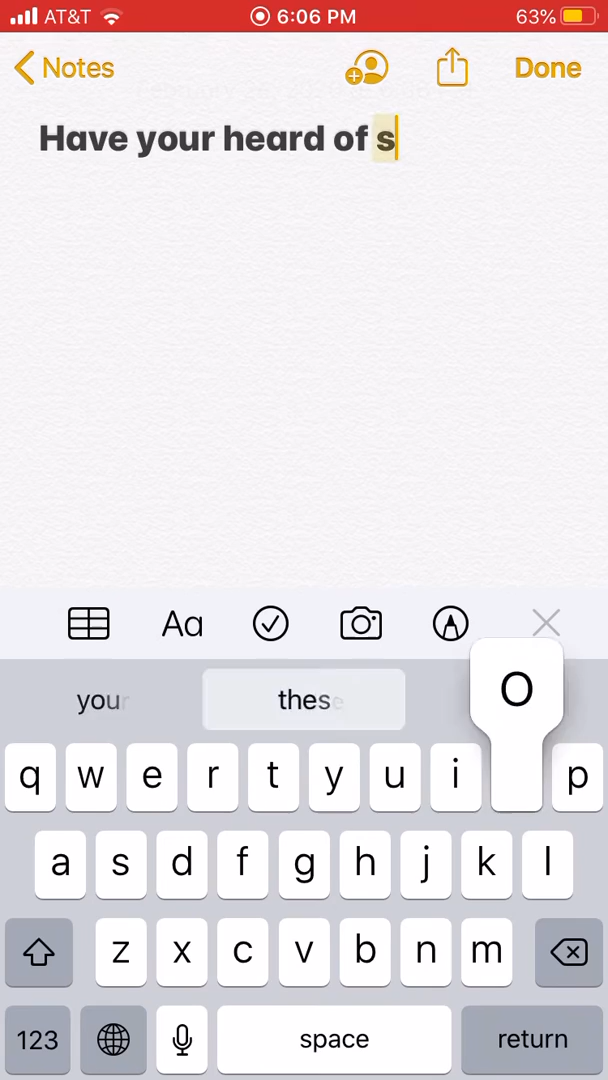 AT&T 6:06 PM 63%
Notes Done
Have your heard of s
Aa
your these
O
q w e r t y u i p
a s d f g h j k l
z x c v b n m
123 space return